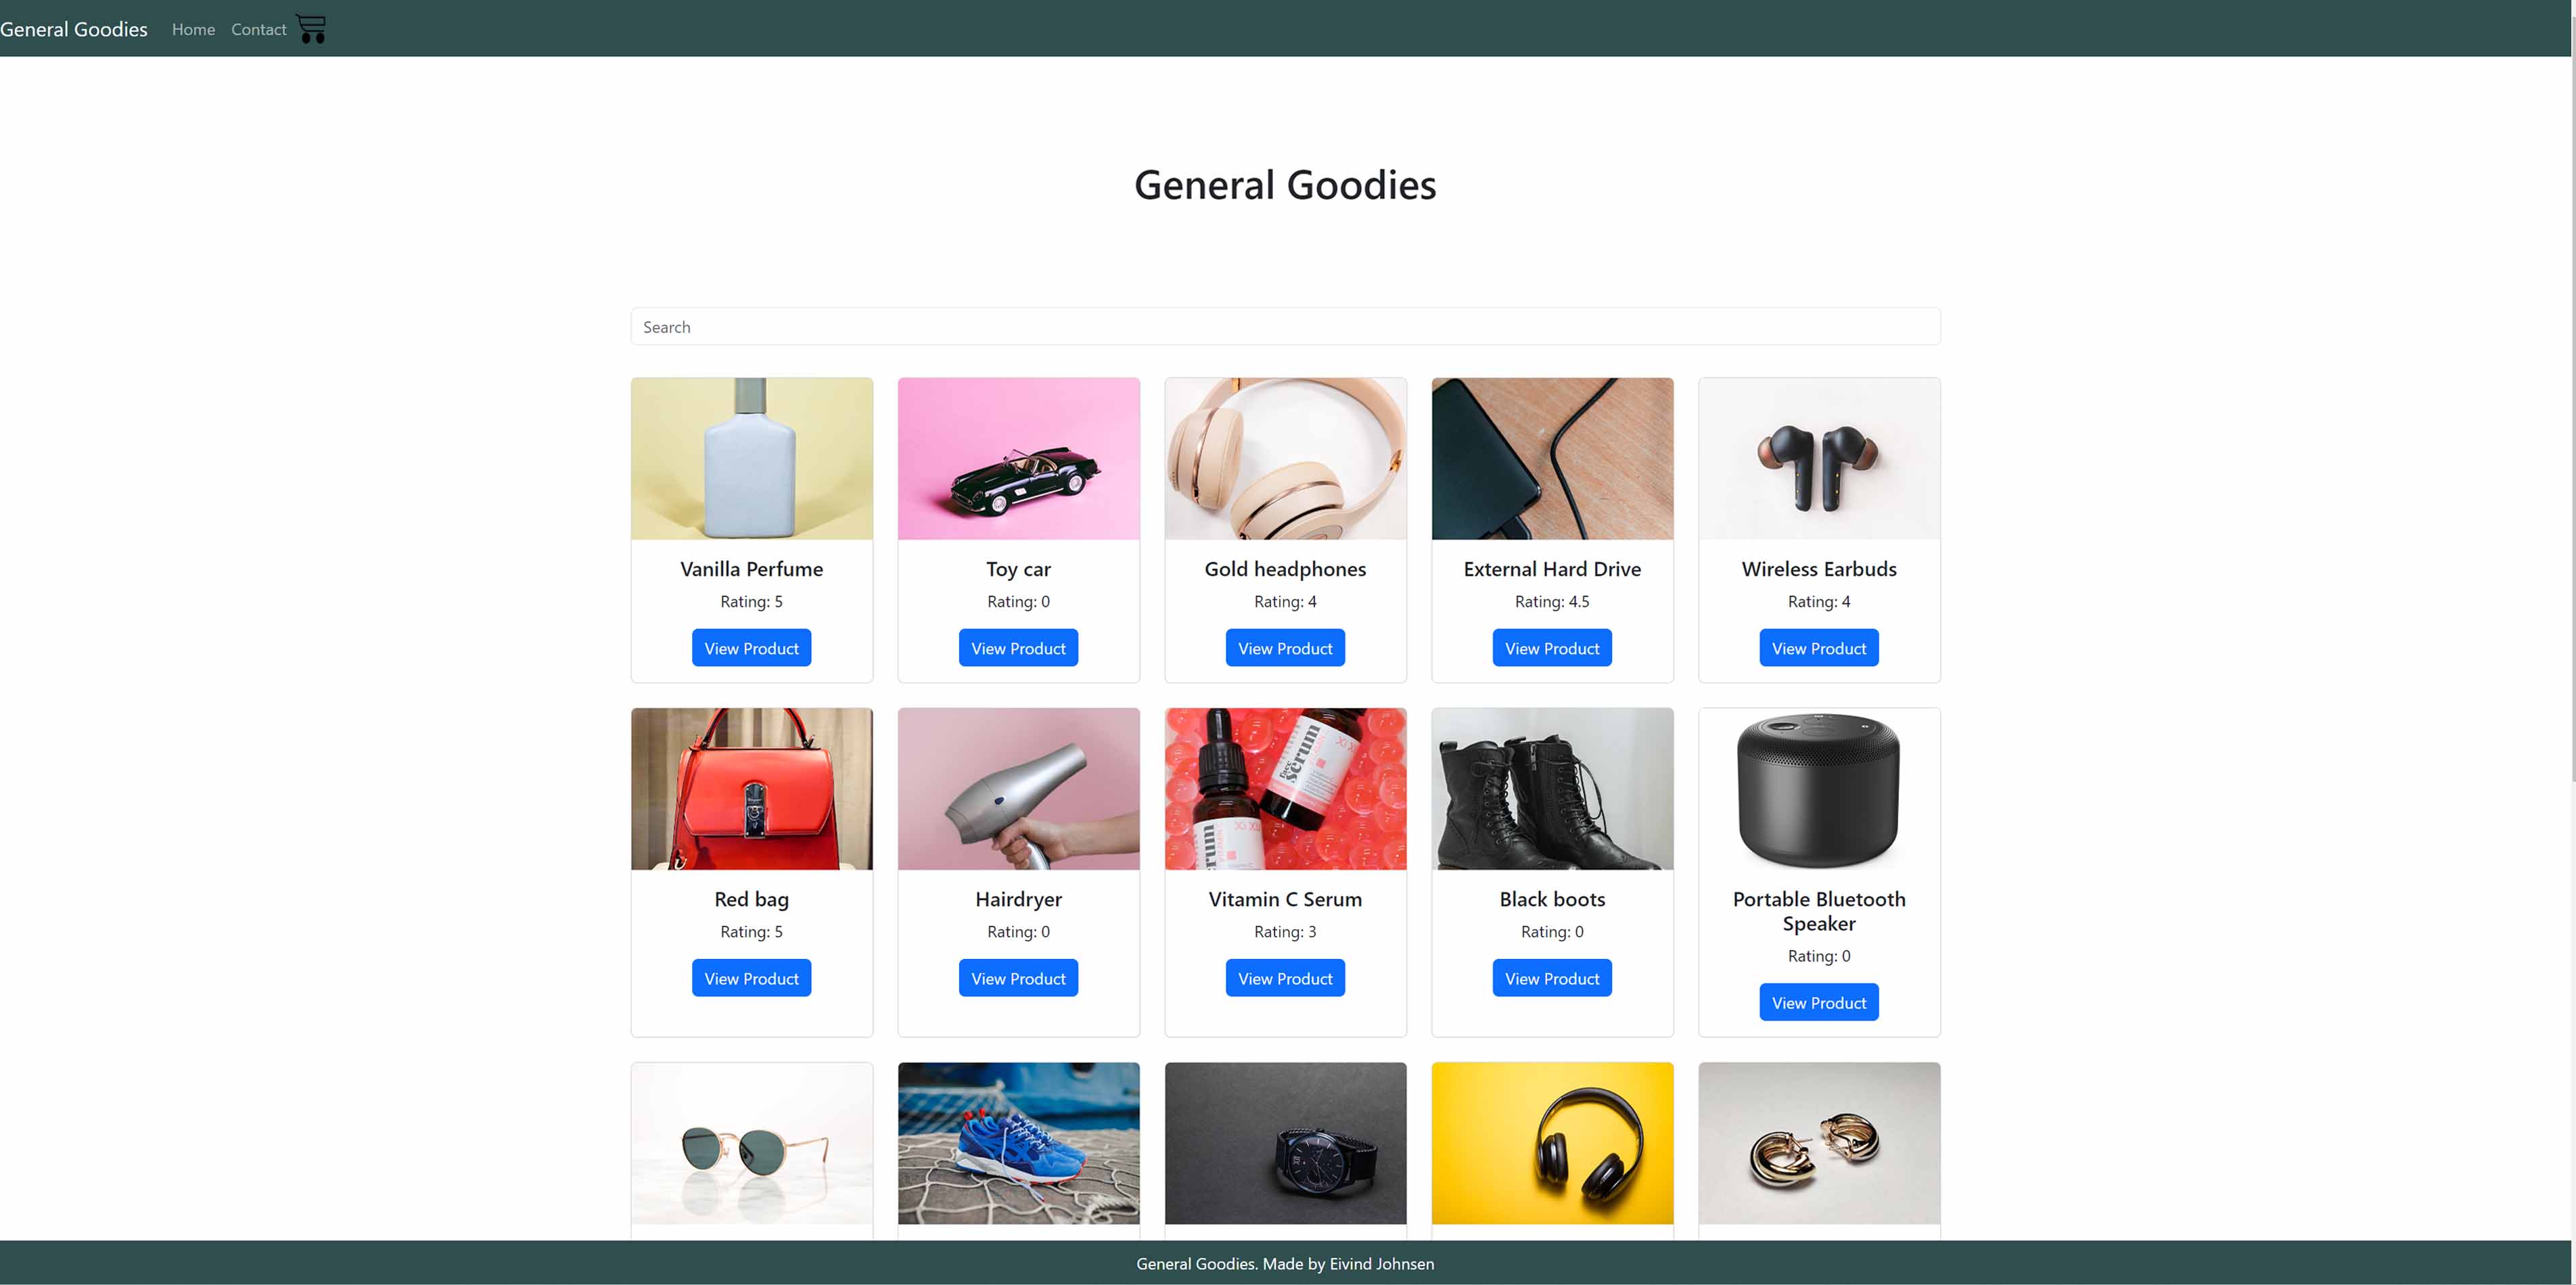 General Goodies Home Contact
General Goodies
Search
Vanilla Perfume
Rating: 5
View Product
Toy car
Rating: 0
View Product
Gold headphones
Rating: 4
View Product
External Hard Drive
Rating: 4.5
View Product
Wireless Earbuds
Rating: 4
View Product
Red bag
Rating: 5
View Product
Hairdryer
Rating: 0
View Product
face
serum
rum
Vitamin C Serum
Rating: 3
View Product
Black boots
Rating: 0
View Product
Portable Bluetooth
Speaker
Rating: 0
View Product
General Goodies. Made by Eivind Johnsen